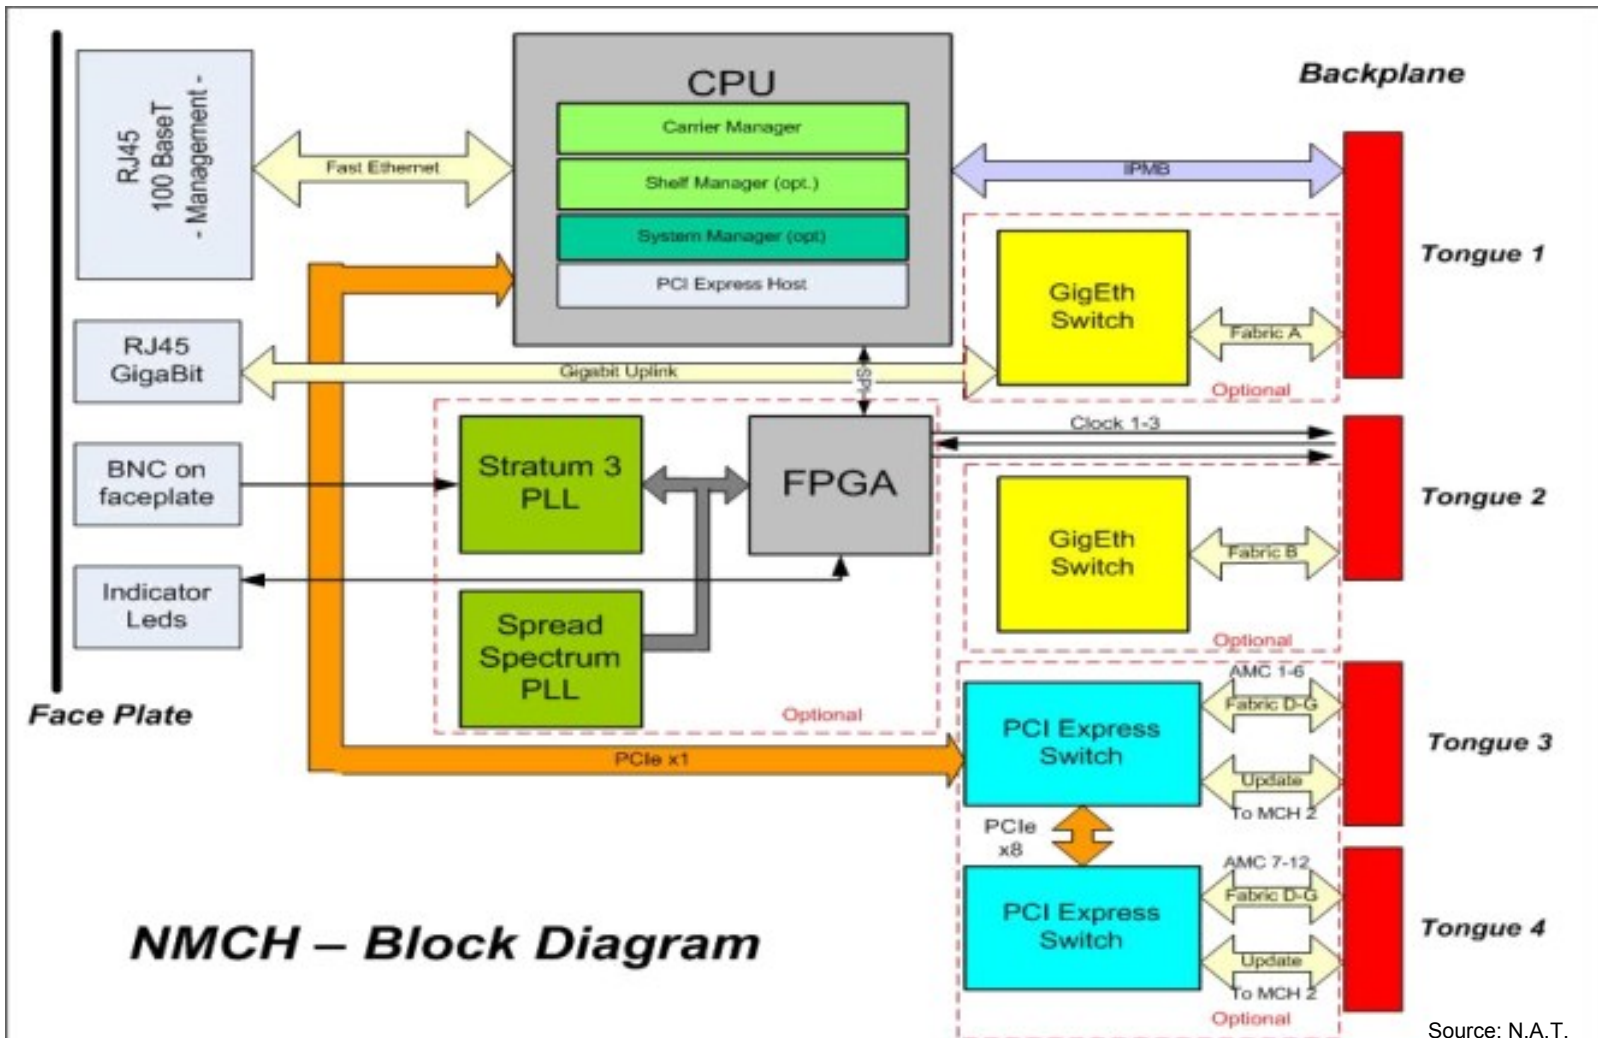 RJ45
100 BaseT
- Management -
Fast Ethernet
CPU
Carrier Manager
Shelf Manager (opt.)
System Manager (opt)
PCI Express Host
Backplane
IPMB
Tongue 1
GigEth
Switch
Fabric A
Optional
RJ45
GigaBit
Gigabit Uplink
SPI
BNC on
faceplate
Stratum 3
PLL
FPGA
Clock 1-3
Tongue 2
GigEth
Switch
Fabric B
Optional
Indicator
Leds
Spread
Spectrum
PLL
Optional
Face Plate
PCIe x1
PCI Express
Switch
AMC 1-6
Fabric D-G
Update
To MCH 2
Tongue 3
PCIe
x8
PCI Express
Switch
AMC 7-12
Fabric D-G
Update
To MCH 2
Optional
Tongue 4
NMCH – Block Diagram
Source: N.A.T.